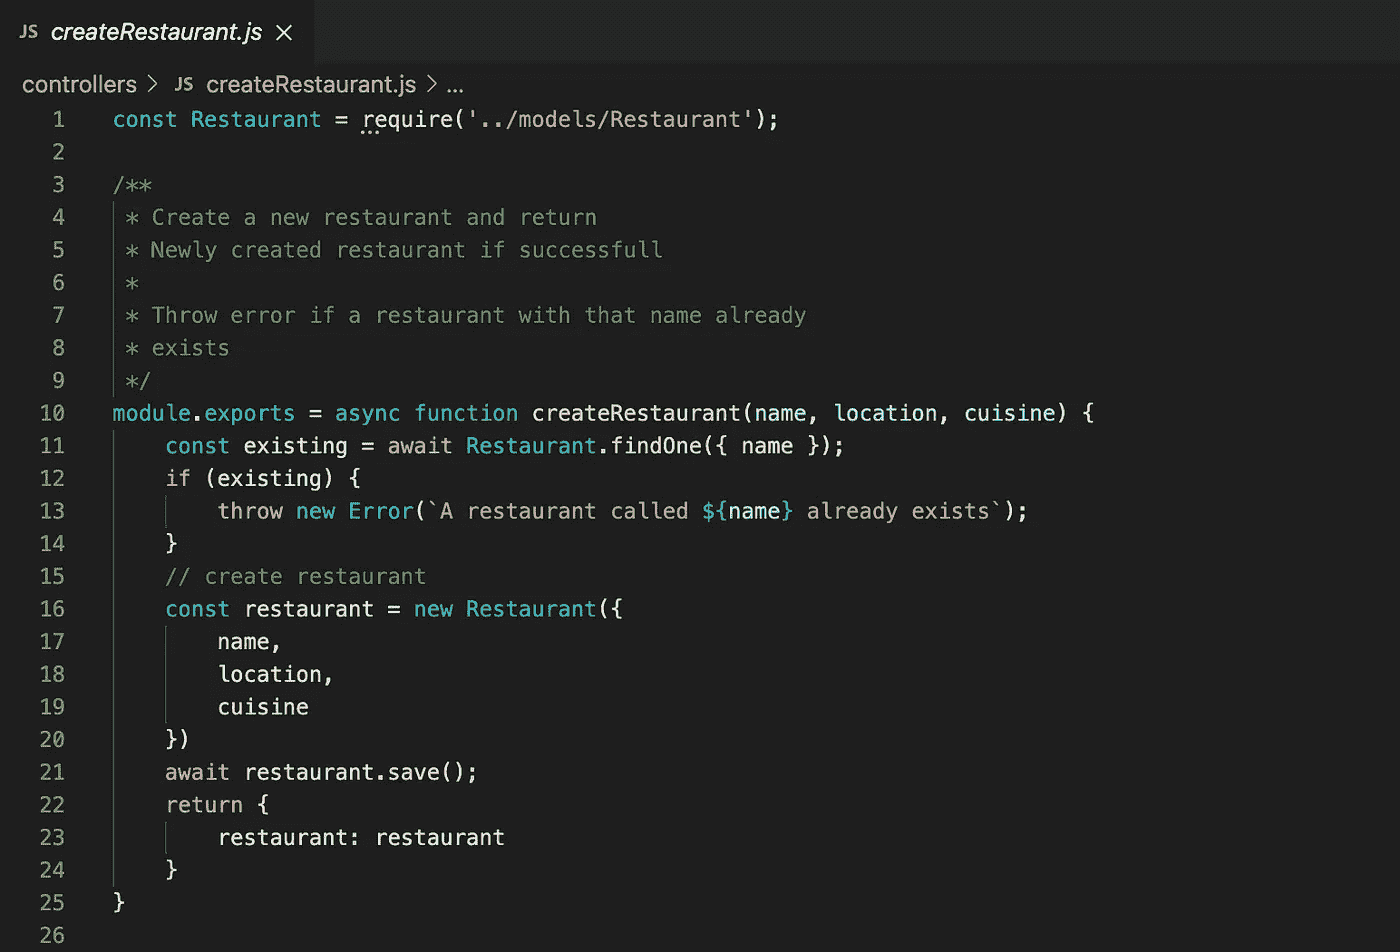 JS createRestaurant.js ×
controllers > JS createRestaurant.js > ...
1 const Restaurant = require('../models/Restaurant');
2
3 /**
4  * Create a new restaurant and return
5  * Newly created restaurant if successfull
6  *
7  * Throw error if a restaurant with that name already
8  * exists
9  */
10 module.exports = async function createRestaurant(name, location, cuisine) {
11     const existing = await Restaurant.findOne({ name });
12     if (existing) {
13         throw new Error(`A restaurant called ${name} already exists`);
14     }
15     // create restaurant
16     const restaurant = new Restaurant({
17         name,
18         location,
19         cuisine
20     })
21     await restaurant.save();
22     return {
23         restaurant: restaurant
24     }
25 }
26